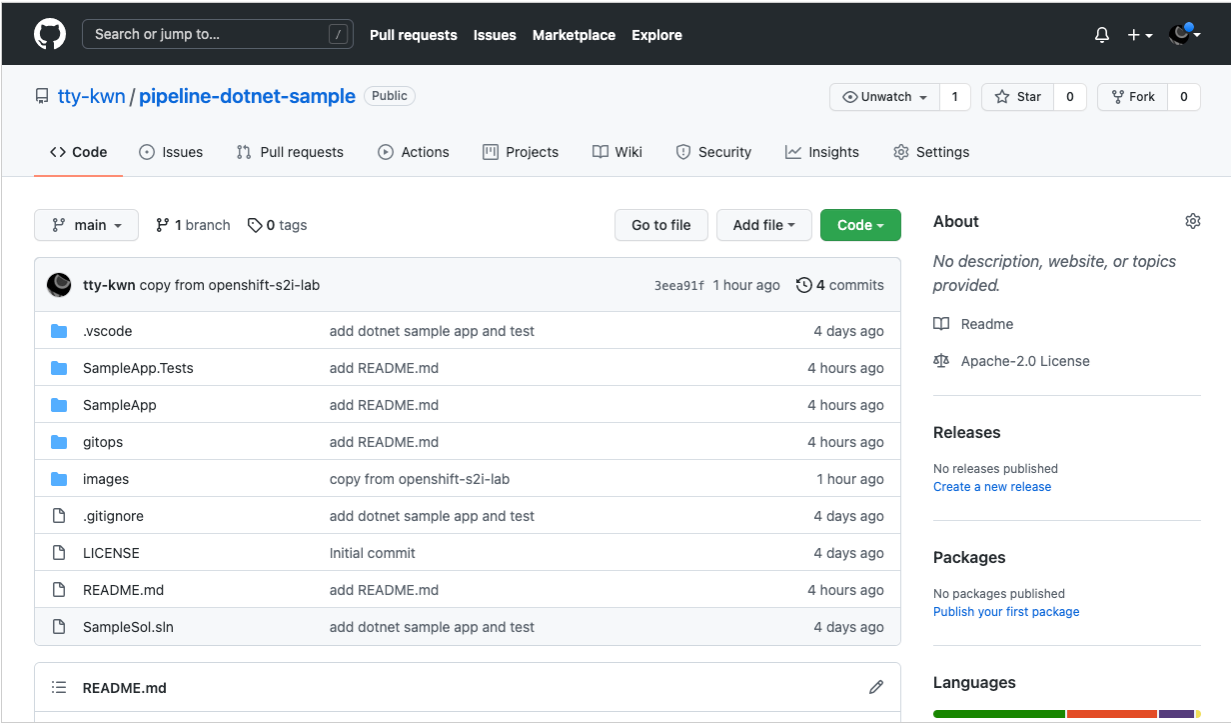 Search or jump to... / Pull requests Issues Marketplace Explore
tty-kwn / pipeline-dotnet-sample Public Unwatch 1 Star 0 Fork 0
Code Issues Pull requests Actions Projects Wiki Security Insights Settings
main 1 branch 0 tags Go to file Add file Code
tty-kwn copy from openshift-s2i-lab 3eea91f 1 hour ago 4 commits
.vscode add dotnet sample app and test 4 days ago
SampleApp.Tests add README.md 4 hours ago
SampleApp add README.md 4 hours ago
gitops add README.md 4 hours ago
images copy from openshift-s2i-lab 1 hour ago
.gitignore add dotnet sample app and test 4 days ago
LICENSE Initial commit 4 days ago
README.md add README.md 4 hours ago
SampleSol.sln add dotnet sample app and test 4 days ago
README.md
About
No description, website, or topics
provided.
Readme
Apache-2.0 License
Releases
No releases published
Create a new release
Packages
No packages published
Publish your first package
Languages